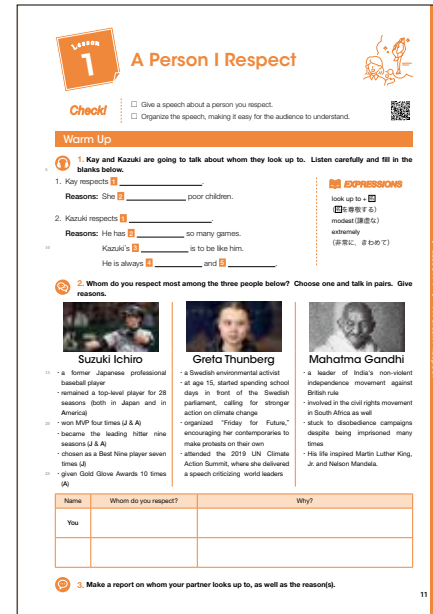 Lesson
1
A Person I Respect
Check!
□ Give a speech about a person you respect.
□ Organize the speech, making it easy for the audience to understand.
Warm Up
1. Kay and Kazuki are going to talk about whom they look up to. Listen carefully and fill in the
blanks below.
5
1. Kay respects 1 ____________.
Reasons: She 2 ____________ poor children.
2. Kazuki respects 1 ____________.
Reasons: He has 2 ____________ so many games.
10
Kazuki's 3 ____________ is to be like him.
He is always 4 ____________ and 5 ____________.
EXPRESSIONS
look up to + 名
(名を尊敬する)
modest (謙虚な)
extremely
(非常に、きわめて)
2. Whom do you respect most among the three people below? Choose one and talk in pairs. Give
reasons.
Suzuki Ichiro
15
・a former Japanese professional
baseball player
・remained a top-level player for 28
seasons (both in Japan and in
America)
20
・won MVP four times (J & A)
・became the leading hitter nine
seasons (J & A)
・chosen as a Best Nine player seven
times (J)
25
・given Gold Glove Awards 10 times
(A)
Greta Thunberg
・a Swedish environmental activist
・at age 15, started spending school
days in front of the Swedish
parliament, calling for stronger
action on climate change
・organized "Friday for Future,"
encouraging her contemporaries to
make protests on their own
・attended the 2019 UN Climate
Action Summit, where she delivered
a speech criticizing world leaders
Mahatma Gandhi
・a leader of India's non-violent
independence movement against
British rule
・involved in the civil rights movement
in South Africa as well
・stuck to disobedience campaigns
despite being imprisoned many
times
・His life inspired Martin Luther King,
Jr. and Nelson Mandela.
Name
Whom do you respect?
Why?
You
3. Make a report on whom your partner looks up to, as well as the reason(s).
11